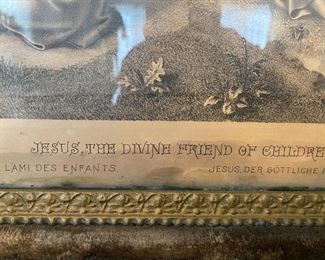 JESUS, THE DIVINE FRIEND OF CHILDRE
L'AMI DES ENFANTS. JESUS, DER GÖTTLICHE